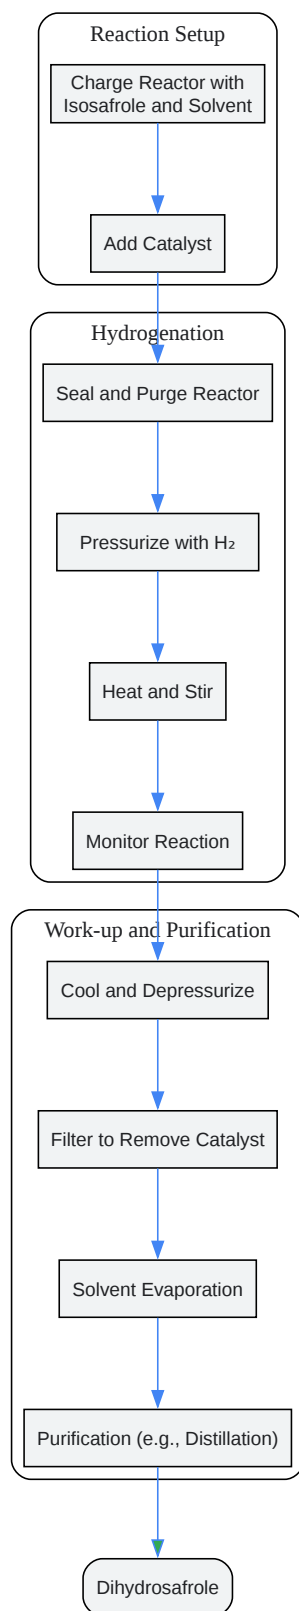 Reaction Setup
Charge Reactor with
Isosafrole and Solvent
Add Catalyst
Hydrogenation
Seal and Purge Reactor
Pressurize with H₂
Heat and Stir
Monitor Reaction
Work-up and Purification
Cool and Depressurize
Filter to Remove Catalyst
Solvent Evaporation
Purification (e.g., Distillation)
Dihydrosafrole